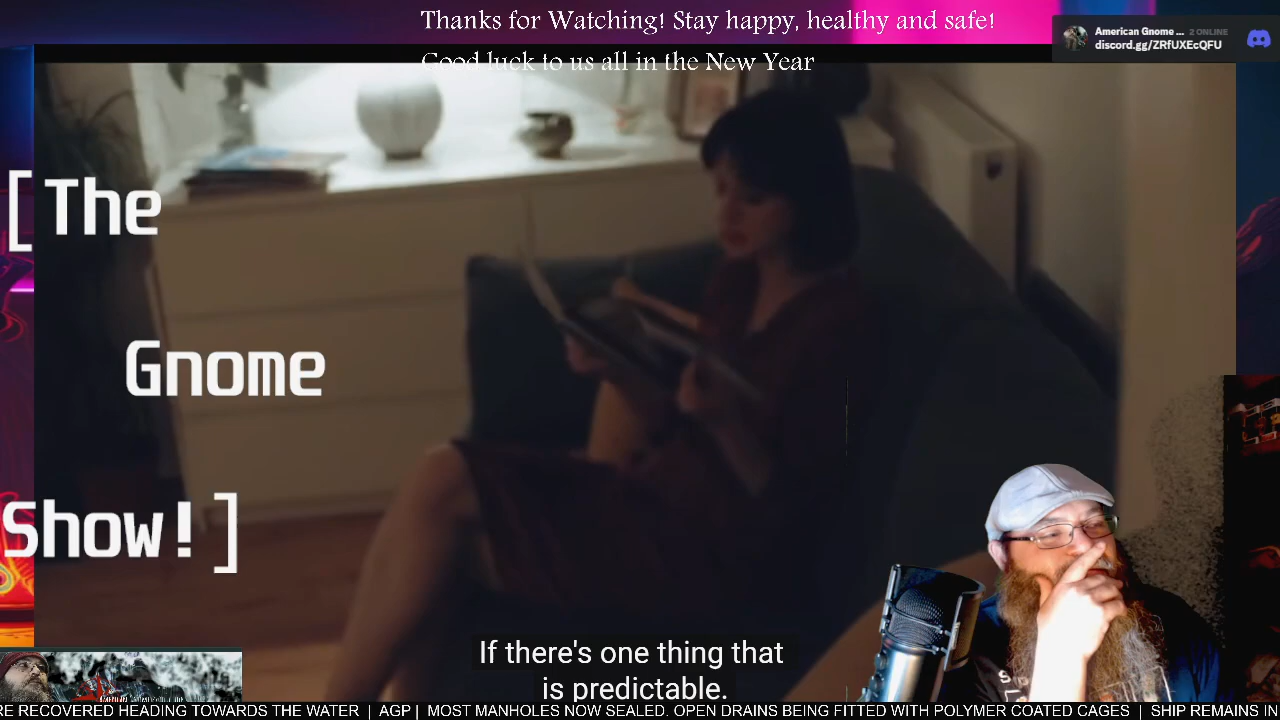 Thanks for Watching! Stay happy, healthy and safe!
Good luck to us all in the New Year
American Gnome ... 2 ONLINE
discord.gg/ZRfUXEcQFU
[The
Gnome
Show!]
If there's one thing that
is predictable.
RE RECOVERED HEADING TOWARDS THE WATER | AGP | MOST MANHOLES NOW SEALED. OPEN DRAINS BEING FITTED WITH POLYMER COATED CAGES | SHIP REMAINS IN